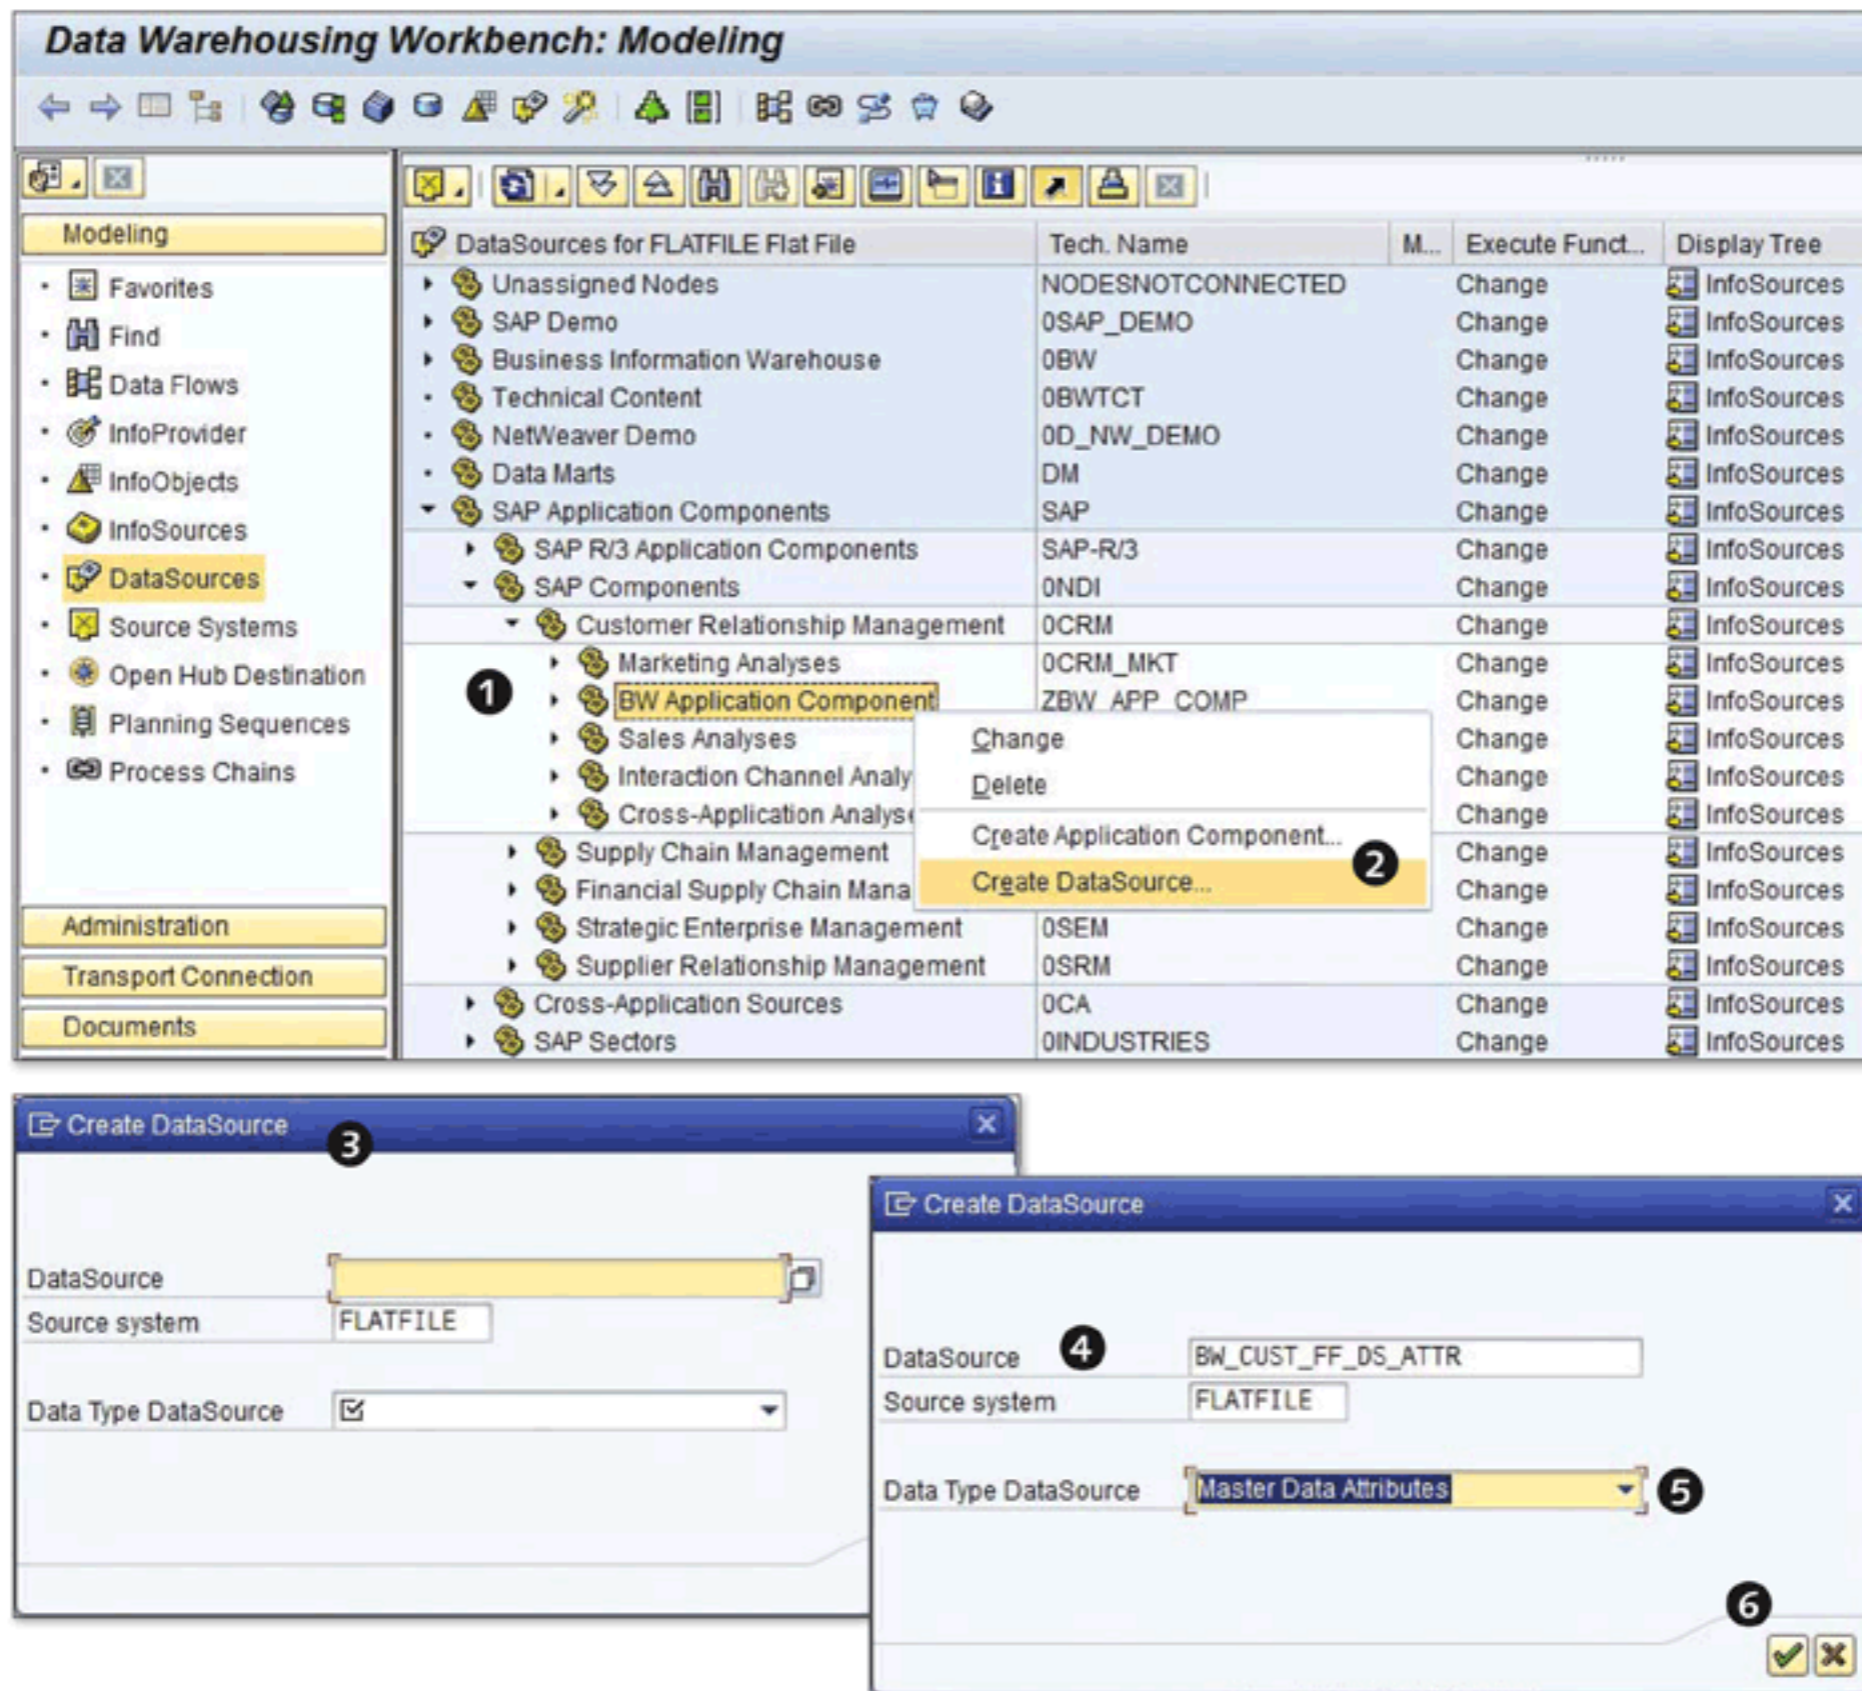 Data Warehousing Workbench: Modeling
Modeling
Favorites
Find
Data Flows
InfoProvider
InfoObjects
InfoSources
DataSources
Source Systems
Open Hub Destination
Planning Sequences
Process Chains
Administration
Transport Connection
Documents
DataSources for FLATFILE Flat File Tech. Name M... Execute Funct... Display Tree
Unassigned Nodes NODESNOTCONNECTED Change InfoSources
SAP Demo 0SAP_DEMO Change InfoSources
Business Information Warehouse 0BW Change InfoSources
Technical Content 0BWTCT Change InfoSources
NetWeaver Demo 0D_NW_DEMO Change InfoSources
Data Marts DM Change InfoSources
SAP Application Components SAP Change InfoSources
SAP R/3 Application Components SAP-R/3 Change InfoSources
SAP Components 0NDI Change InfoSources
Customer Relationship Management 0CRM Change InfoSources
1 Marketing Analyses 0CRM_MKT Change InfoSources
BW Application Component ZBW_APP_COMP Change InfoSources
Sales Analyses Change InfoSources
Interaction Channel Analy Change InfoSources
Cross-Application Analyse Change InfoSources
Supply Chain Management Change InfoSources
Financial Supply Chain Mana Change InfoSources
Strategic Enterprise Management 0SEM Change InfoSources
Supplier Relationship Management 0SRM Change InfoSources
Cross-Application Sources 0CA Change InfoSources
SAP Sectors 0INDUSTRIES Change InfoSources
Change
Delete
Create Application Component...
Create DataSource... 2
Create DataSource 3
DataSource
Source system FLATFILE
Data Type DataSource
Create DataSource
DataSource 4 BW_CUST_FF_DS_ATTR
Source system FLATFILE
Data Type DataSource Master Data Attributes 5
6